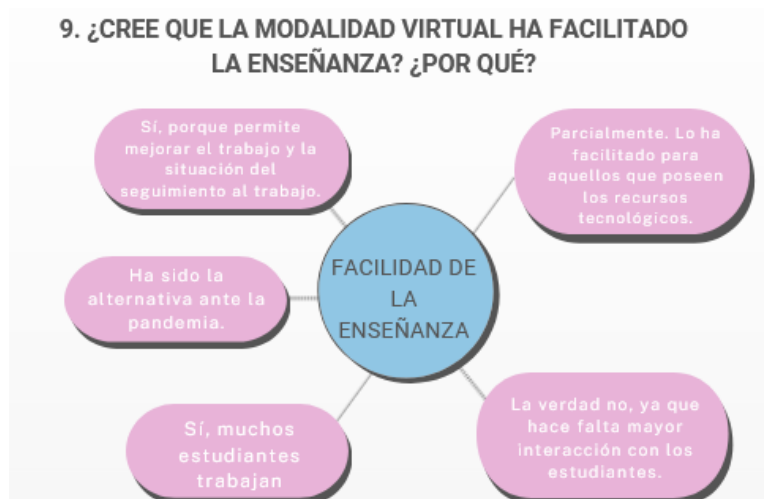 9. ¿CREE QUE LA MODALIDAD VIRTUAL HA FACILITADO
LA ENSEÑANZA? ¿POR QUÉ?
Sí, porque permite
mejorar el trabajo y la
situación del
seguimiento al trabajo.
Parcialmente. Lo ha
facilitado para
aquellos que poseen
los recursos
tecnológicos.
FACILIDAD DE
LA
ENSEÑANZA
Ha sido la
alternativa ante la
pandemia.
Sí, muchos
estudiantes
trabajan
La verdad no, ya que
hace falta mayor
interacción con los
estudiantes.